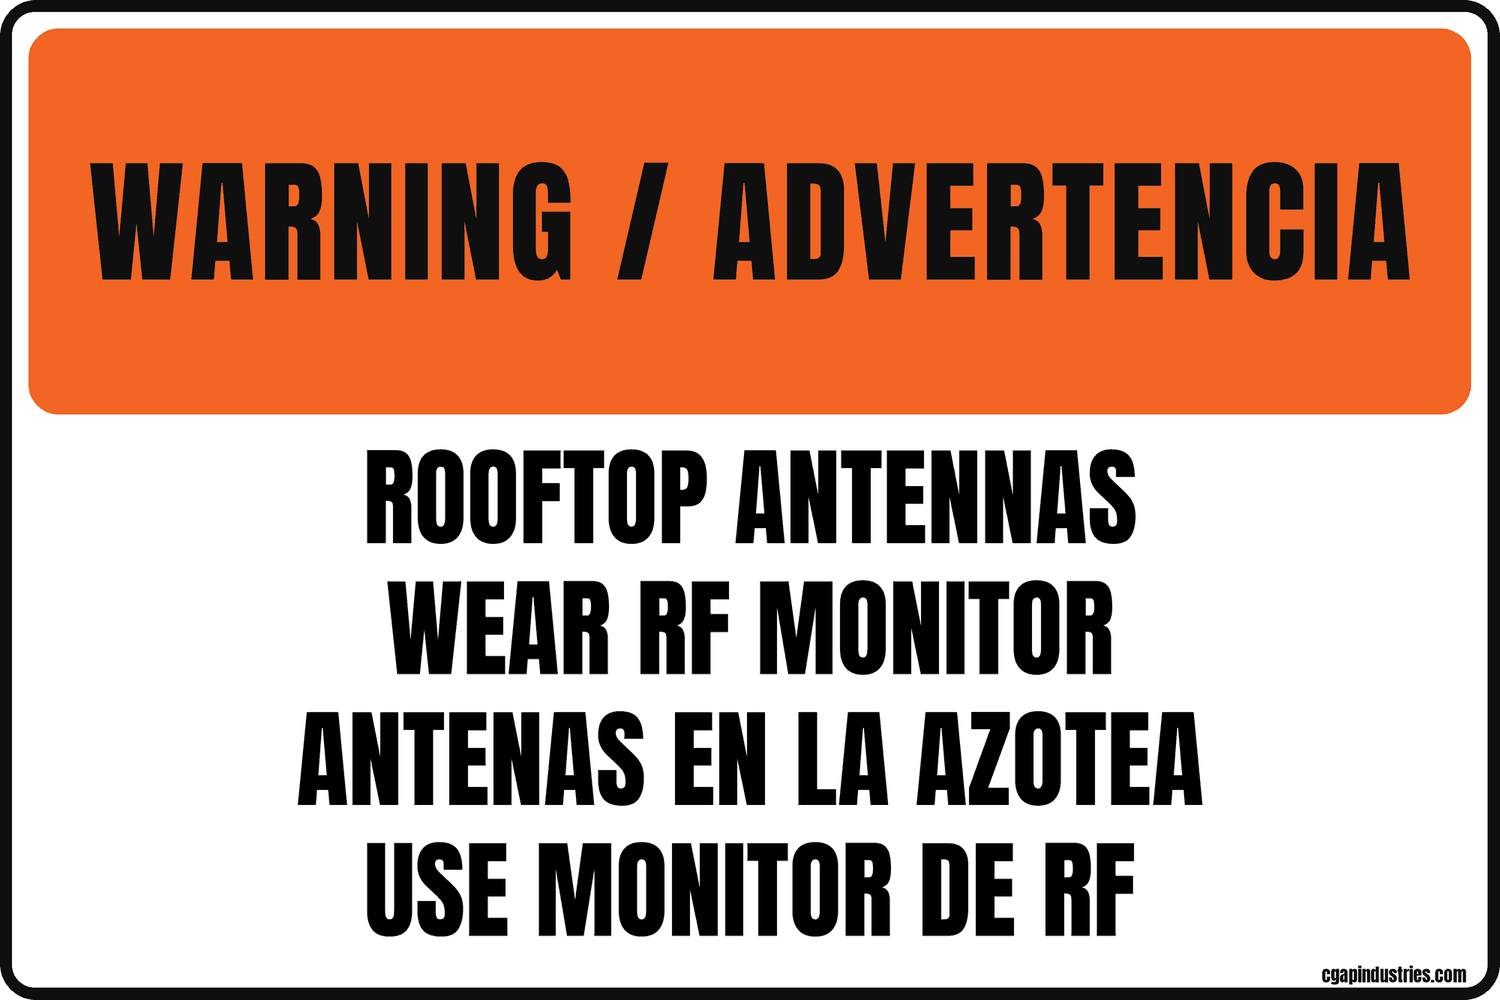 WARNING / ADVERTENCIA
ROOFTOP ANTENNAS
WEAR RF MONITOR
ANTENAS EN LA AZOTEA
USE MONITOR DE RF
cgapindustries.com